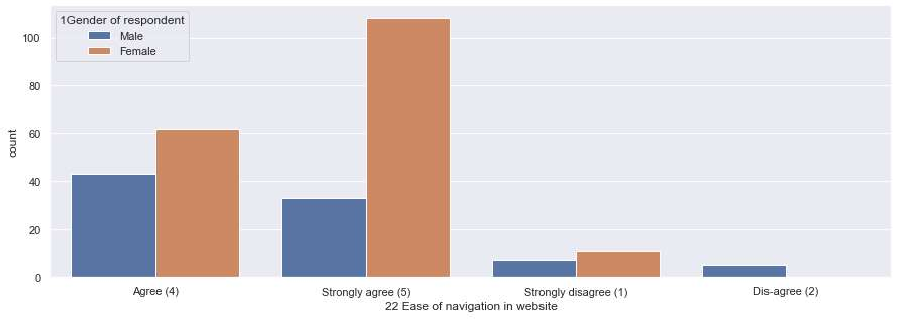 1Gender of respondent
Male
Female
count
100
80
60
40
20
0
Agree (4)
Strongly agree (5)
Strongly disagree (1)
Dis-agree (2)
22 Ease of navigation in website